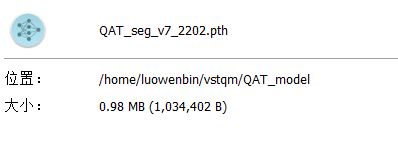 QAT_seg_v7_2202.pth
位置： /home/luowenbin/vstqm/QAT_model
大小： 0.98 MB (1,034,402 B)